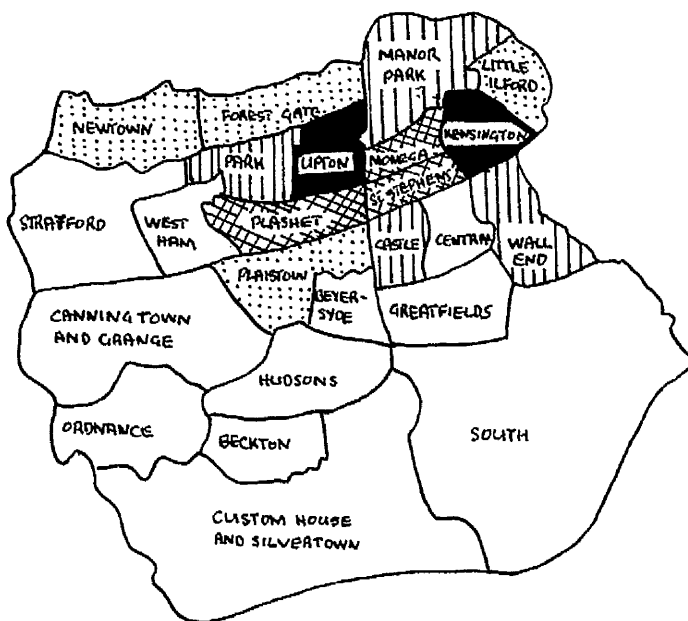 MANOR
PARK
LITTLE
ILFORD
NEWTOWN
FOREST GATE
KENSINGTON
PARK
UPTON
MONEGA
ST STEPHENS
STRATFORD
WEST
HAM
PLASHET
CASTLE
CENTRAL
WALL
END
PLAISTOW
BEYER-
SYDE
GREATFIELDS
CANNING TOWN
AND GRANGE
HUDSONS
ORDNANCE
BECKTON
SOUTH
CUSTOM HOUSE
AND SILVERTOWN